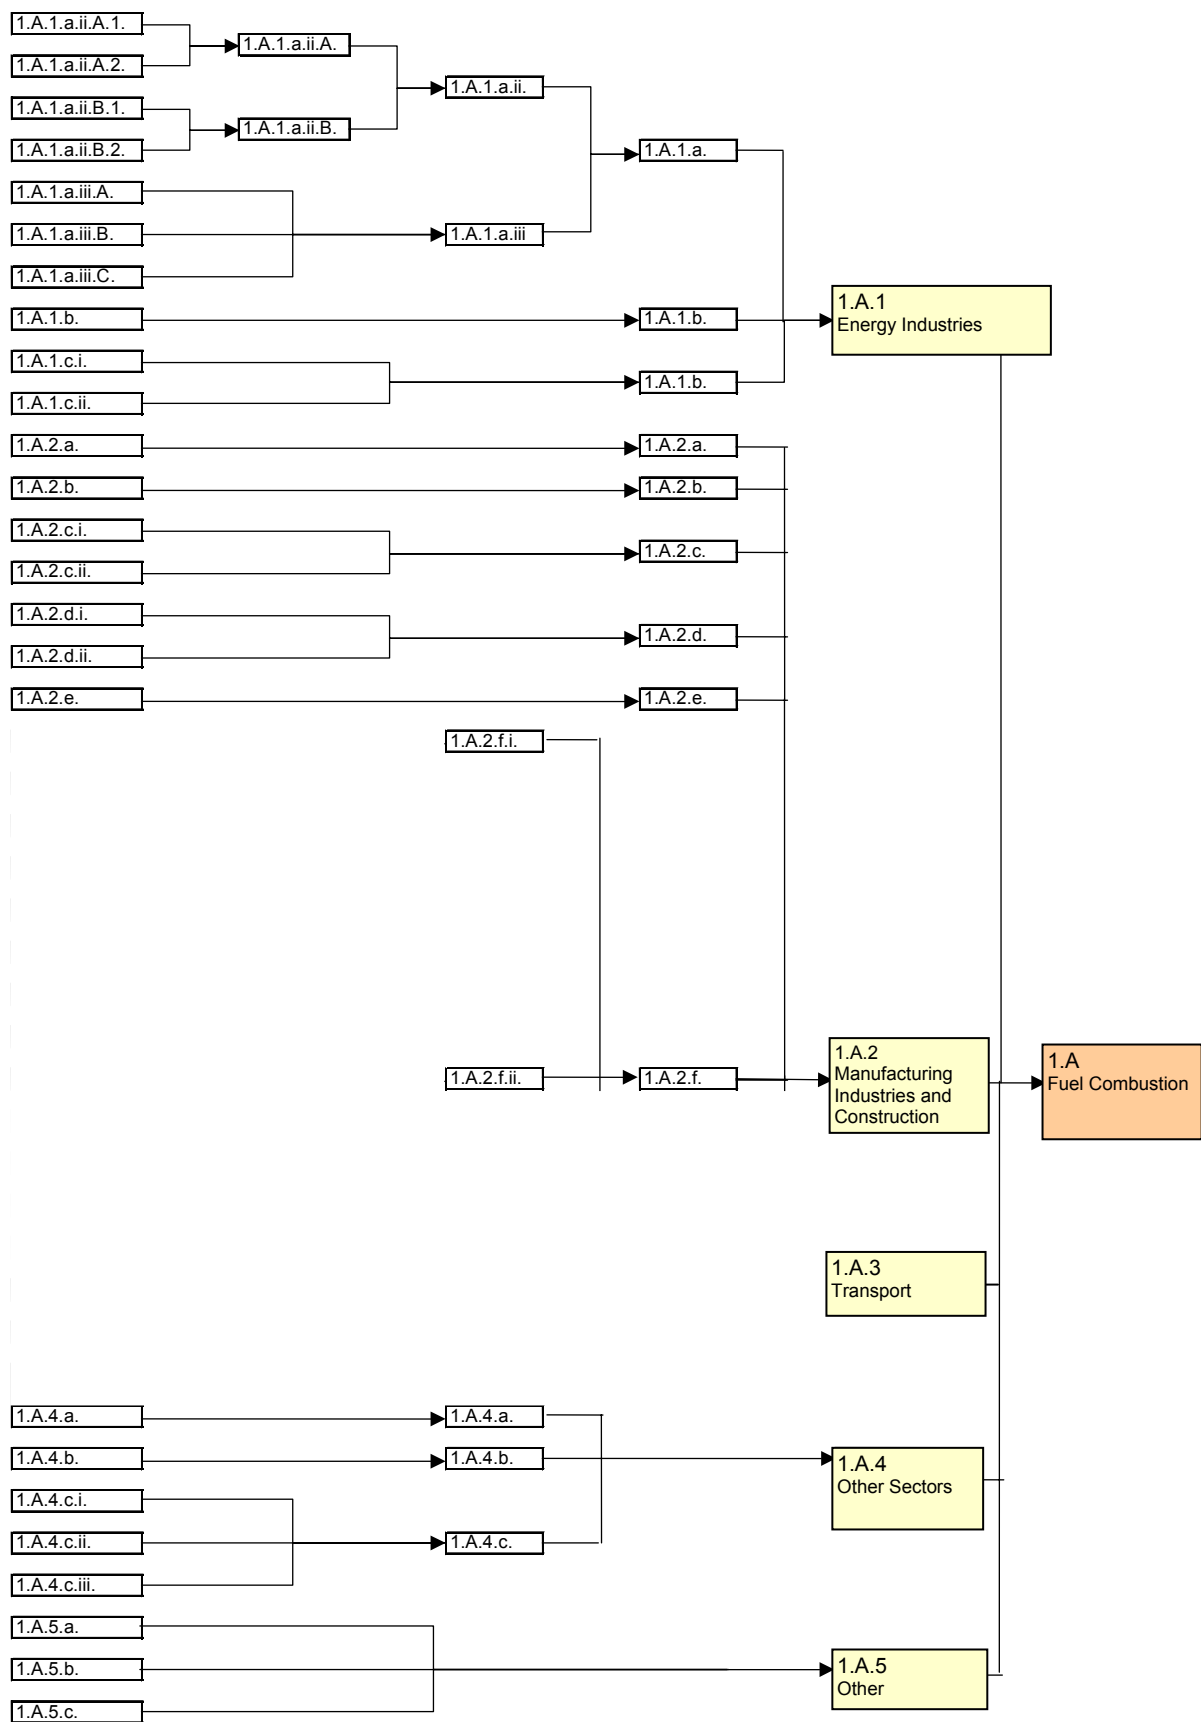 1.A.1.a.ii.A.1.
1.A.1.a.ii.A.2.
1.A.1.a.ii.B.1.
1.A.1.a.ii.B.2.
1.A.1.a.iii.A.
1.A.1.a.iii.B.
1.A.1.a.iii.C.
1.A.1.b.
1.A.1.c.i.
1.A.1.c.ii.
1.A.2.a.
1.A.2.b.
1.A.2.c.i.
1.A.2.c.ii.
1.A.2.d.i.
1.A.2.d.ii.
1.A.2.e.
1.A.4.a.
1.A.4.b.
1.A.4.c.i.
1.A.4.c.ii.
1.A.4.c.iii.
1.A.5.a.
1.A.5.b.
1.A.5.c.
1.A.1.a.ii.A.
1.A.1.a.ii.B.
1.A.1.a.ii.
1.A.1.a.iii
1.A.2.f.i.
1.A.2.f.ii.
1.A.4.a.
1.A.4.b.
1.A.4.c.
1.A.1.a.
1.A.1.b.
1.A.1.b.
1.A.2.a.
1.A.2.b.
1.A.2.c.
1.A.2.d.
1.A.2.e.
1.A.2.f.
1.A.1
Energy Industries
1.A.2
Manufacturing
Industries and
Construction
1.A.3
Transport
1.A.4
Other Sectors
1.A.5
Other
1.A
Fuel Combustion